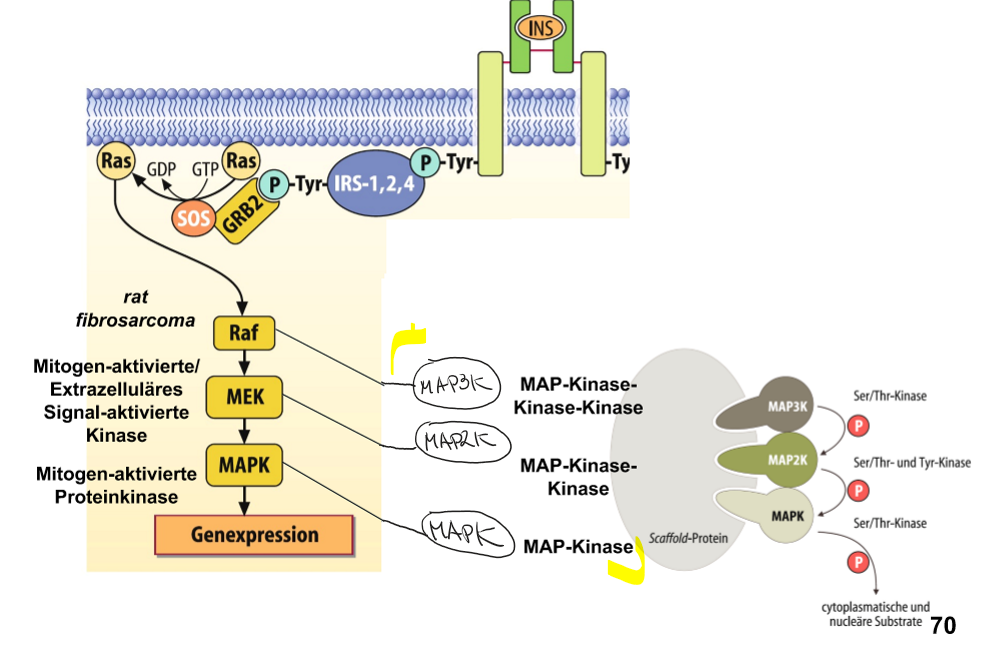 INS
Ras
GDP
GTP
Ras
P
-Tyr-
IRS-1,2,4
P
-Tyr-
-Ty
SOS
GRB2
rat
fibrosarcoma
Raf
Mitogen-aktivierte/
Extrazelluläres
Signal-aktivierte
Kinase
MEK
Mitogen-aktivierte
Proteinkinase
MAPK
Genexpression
MAP3K
MAP2K
MAPK
MAP-Kinase-
Kinase-Kinase
MAP-Kinase-
Kinase
MAP-Kinase
Scaffold-Protein
MAP3K
MAP2K
MAPK
Ser/Thr-Kinase
P
Ser/Thr- und Tyr-Kinase
P
Ser/Thr-Kinase
P
cytoplasmatische und
nucleäre Substrate
70